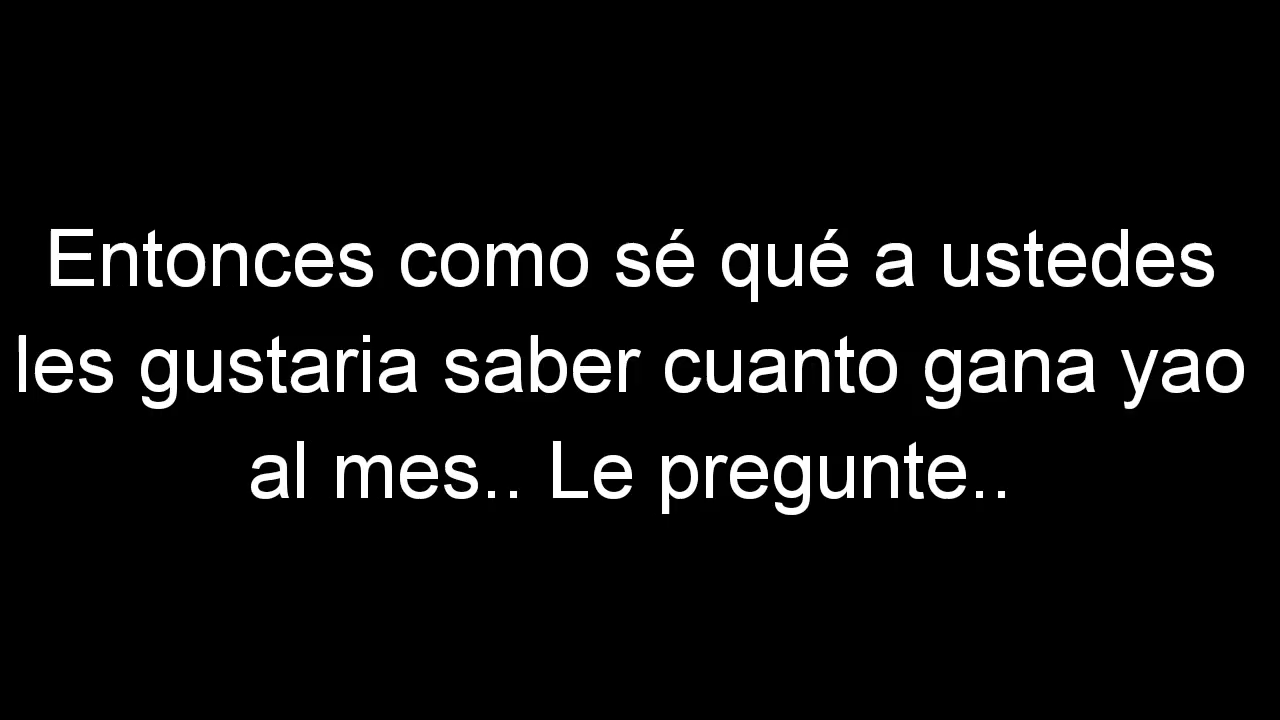 Entonces como sé qué a ustedes
les gustaria saber cuanto gana yao
al mes.. Le pregunte..